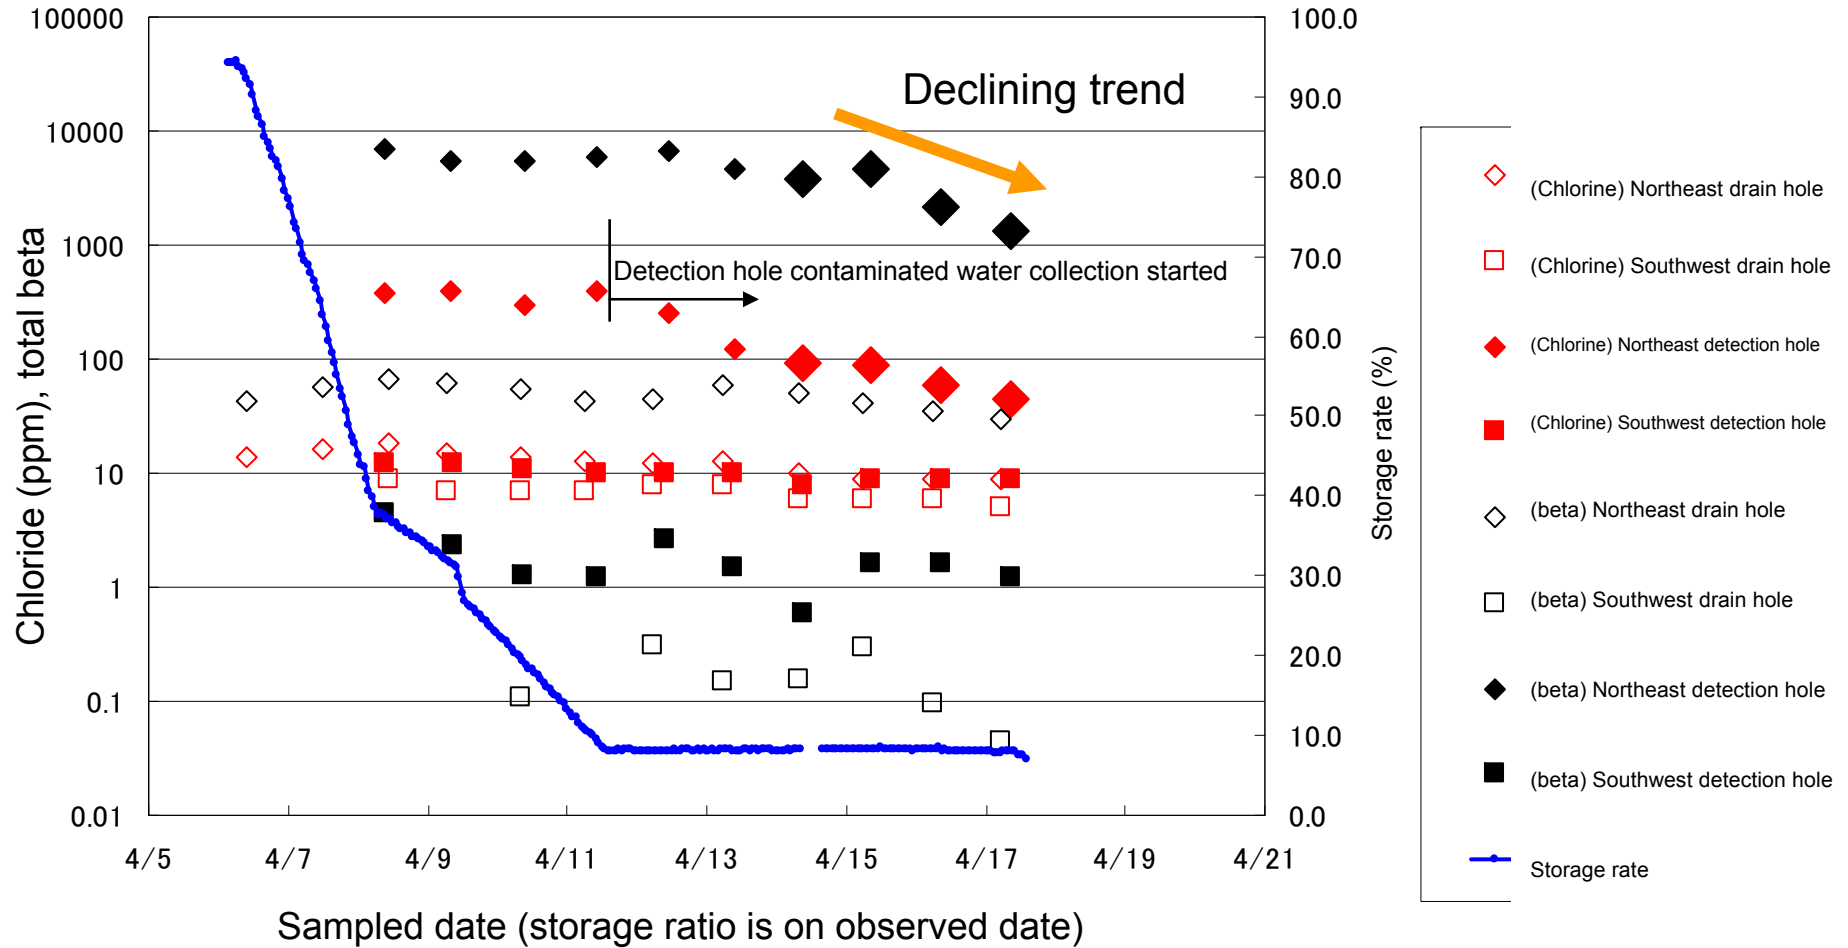 100000
10000
1000
100
10
1
0.1
0.01
Chloride (ppm), total beta
100.0
90.0
80.0
70.0
60.0
50.0
40.0
30.0
20.0
10.0
0.0
Storage rate (%)
Declining trend
Detection hole contaminated water collection started
4/5
4/7
4/9
4/11
4/13
4/15
4/17
4/19
4/21
Sampled date (storage ratio is on observed date)
(Chlorine) Northeast drain hole
(Chlorine) Southwest drain hole
(Chlorine) Northeast detection hole
(Chlorine) Southwest detection hole
(beta) Northeast drain hole
(beta) Southwest drain hole
(beta) Northeast detection hole
(beta) Southwest detection hole
Storage rate